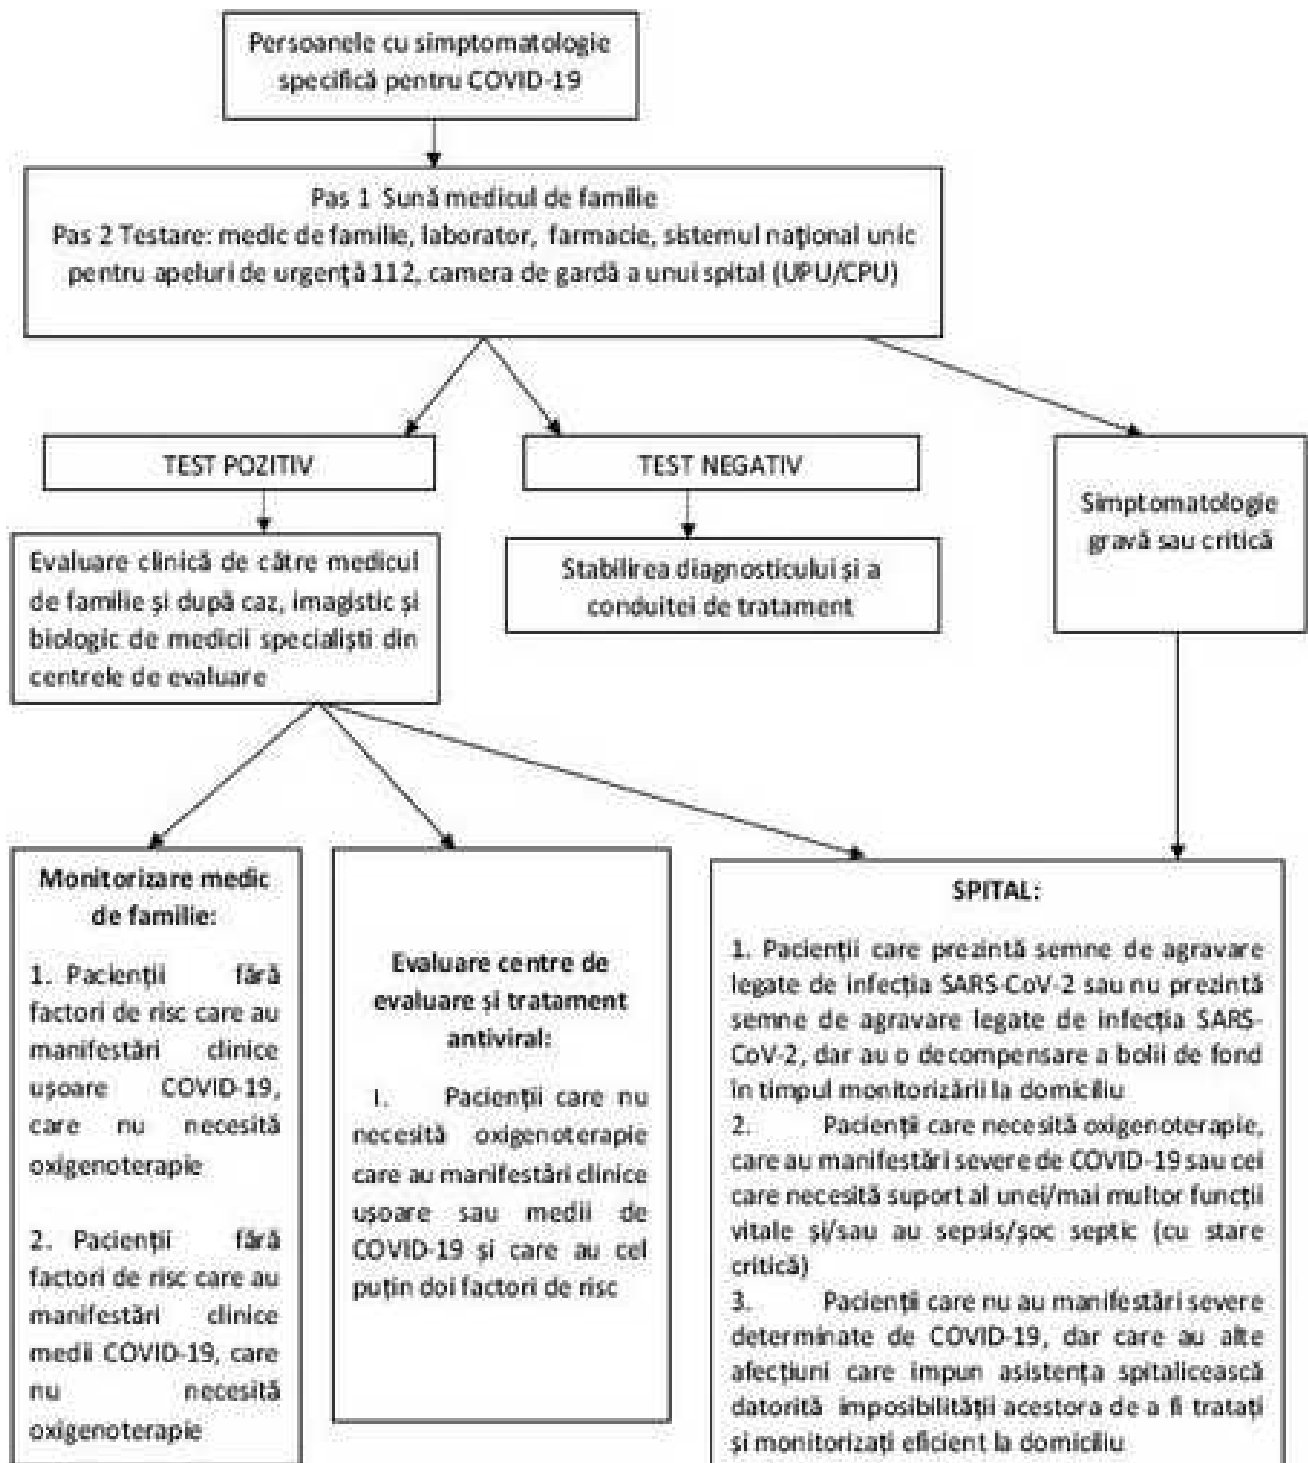 Persoanele cu simptomatologie
specifică pentru COVID-19
Pas 1 Sună medicul de familie
Pas 2 Testare: medic de familie, laborator, farmacie, sistemul național unic
pentru apeluri de urgență 112, camera de gardă a unui spital (UPU/CPU)
TEST POZITIV
TEST NEGATIV
Simptomatologie
gravă sau critică
Evaluare clinică de către medicul
de familie și după caz, imagistic și
biologic de medicii specialiști din
centrele de evaluare
Stabilirea diagnosticului și a
conduitei de tratament
Monitorizare medic
de familie:
1. Pacienții fără
factori de risc care au
manifestări clinice
ușoare COVID-19,
care nu necesită
oxigenoterapie
2. Pacienții fără
factori de risc care au
manifestări clinice
medii COVID-19, care
nu necesită
oxigenoterapie
Evaluare centre de
evaluare și tratament
antiviral:
1. Pacienții care nu
necesită oxigenoterapie
care au manifestări clinice
ușoare sau medii de
COVID-19 și care au cel
puțin doi factori de risc
SPITAL:
1. Pacienții care prezintă semne de agravare
legate de infecția SARS-CoV-2 sau nu prezintă
semne de agravare legate de infecția SARS-
CoV-2, dar au o decompensare a bolii de fond
în timpul monitorizării la domiciliu
2. Pacienții care necesită oxigenoterapie,
care au manifestări severe de COVID-19 sau cei
care necesită suport al unei/mai multor funcții
vitale și/sau au sepsis/șoc septic (cu stare
critică)
3. Pacienții care nu au manifestări severe
determinate de COVID-19, dar care au alte
afecțiuni care impun asistența spitalicească
datorită imposibilității acestora de a fi tratați
și monitorizați eficient la domiciliu